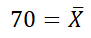 70 = X̅